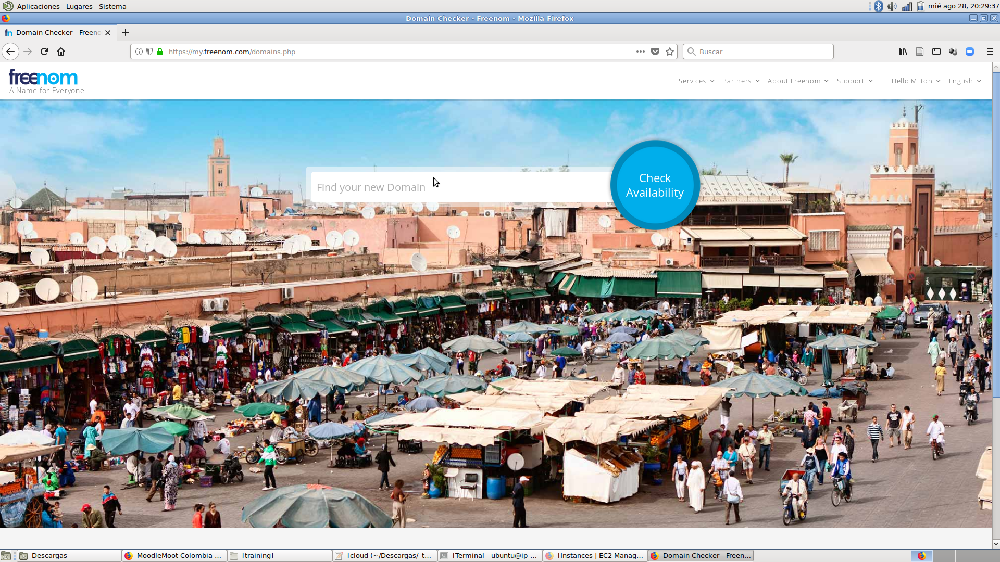 Aplicaciones Lugares Sistema mié ago 28, 20:29:37
Domain Checker - Freenom - Mozilla Firefox
fn Domain Checker - Freeno
https://my.freenom.com/domains.php Buscar
freenom
A Name for Everyone
Services Partners About Freenom Support Hello Milton English
Find your new Domain
Check
Availability
Descargas MoodleMoot Colombia ... [training] [cloud (~/Descargas/_t... [Terminal - ubuntu@ip-... [Instances | EC2 Manag... Domain Checker - Freen...